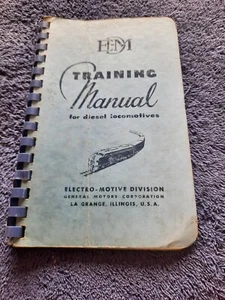 EMD
TRAINING
Manual
for diesel locomotives
ELECTRO-MOTIVE DIVISION
GENERAL MOTORS CORPORATION
LA GRANGE, ILLINOIS, U.S.A.